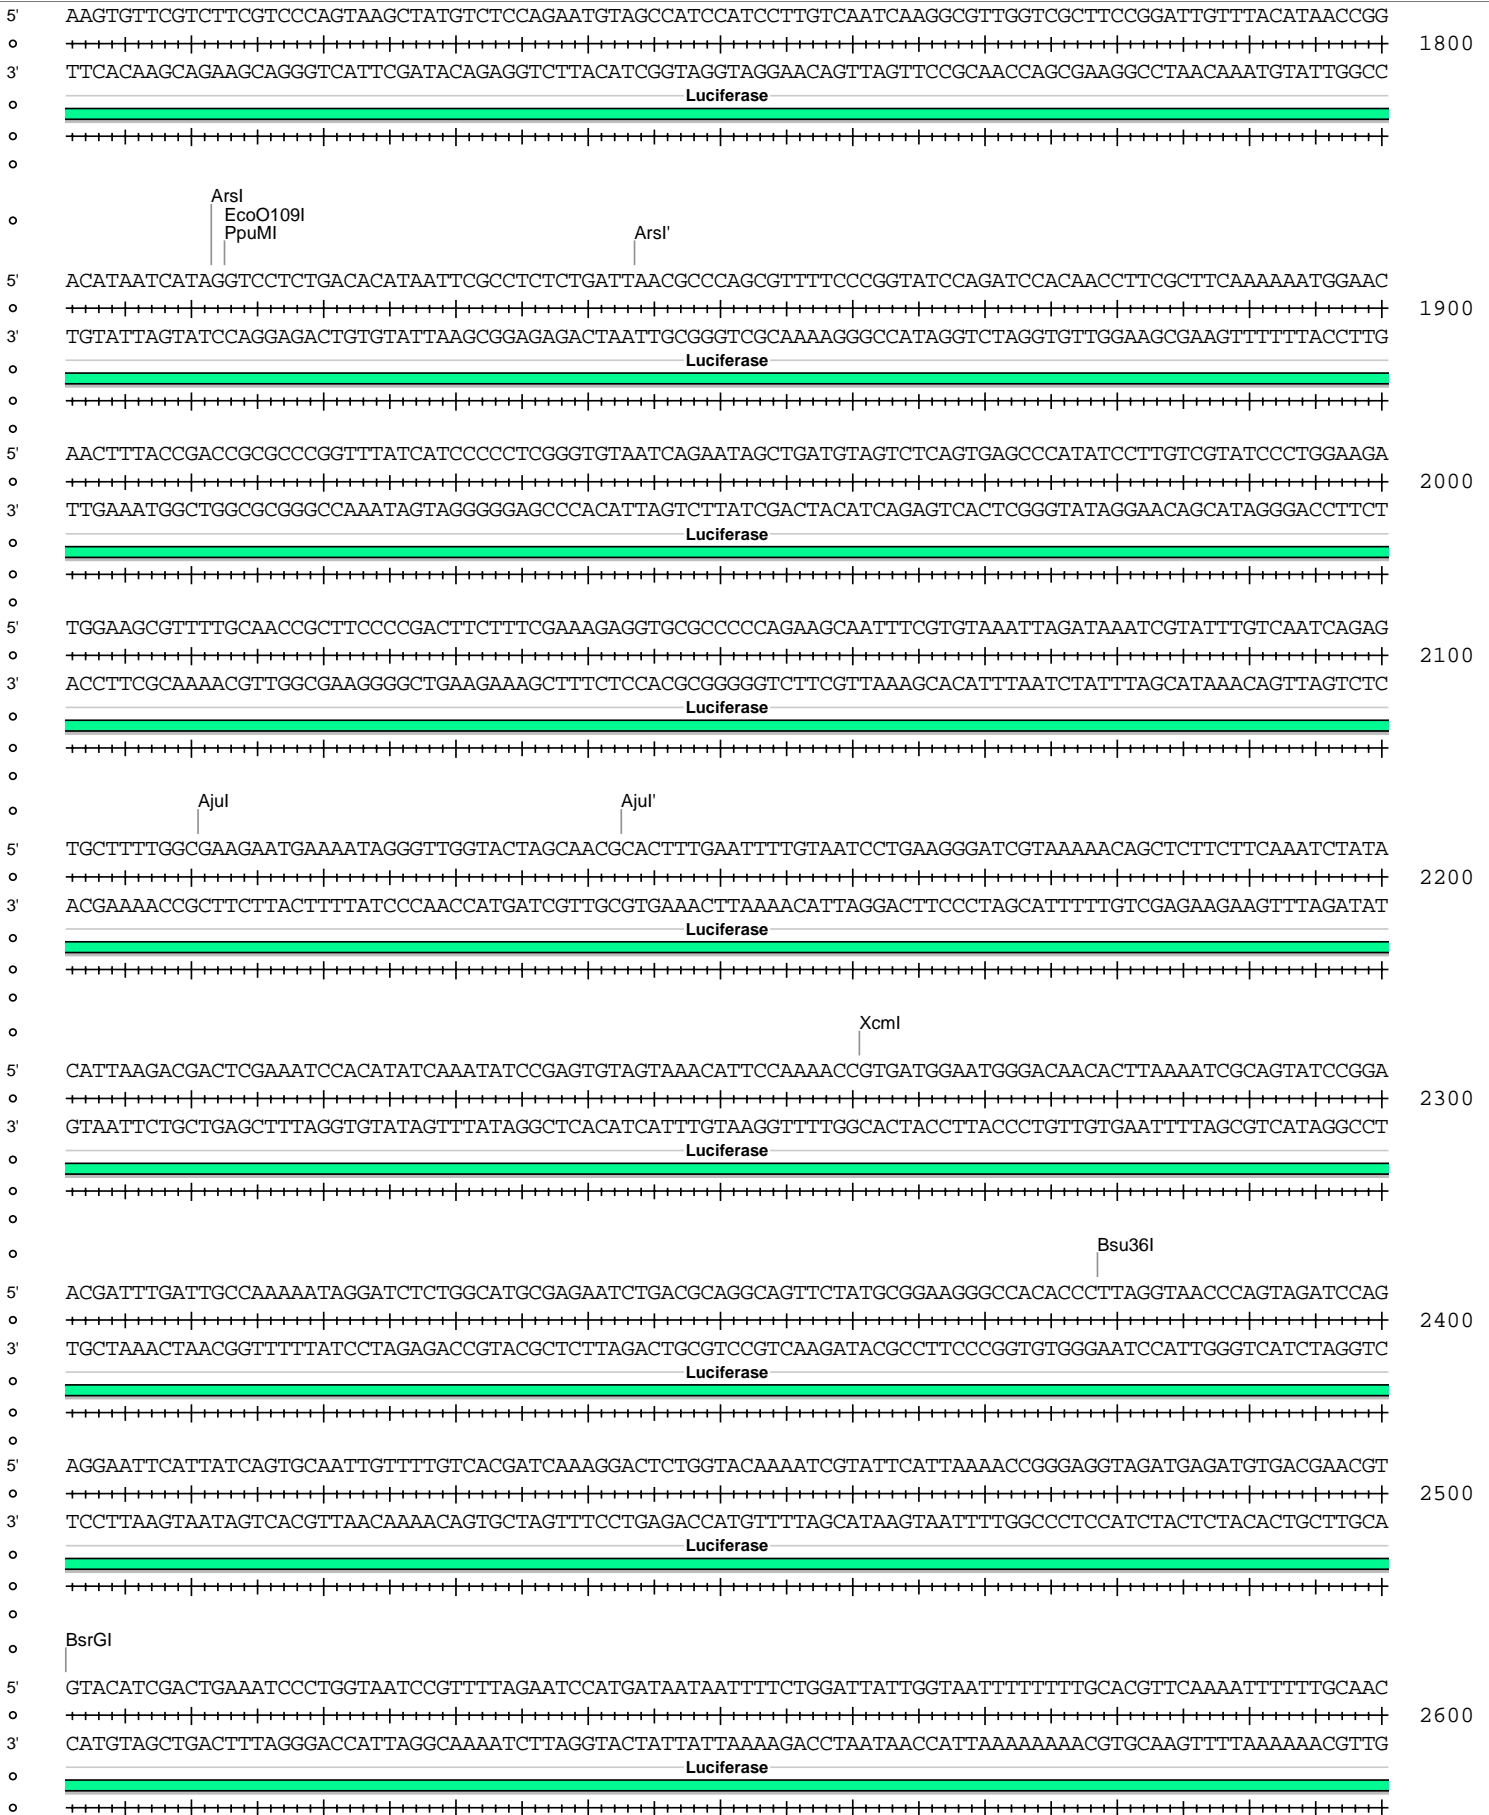 5' AAGTGTTCGTCTTCGTCCCAGTAAGCTATGTCTCCAGAATGTAGCCATCCATCCTTGTCAATCAAGGCGTTGGTCGCTTCCGGATTGTTTACATAACCGG
1800
3' TTCACAAGCAGAAGCAGGGTCATTCGATACAGAGGTCTTACATCGGTAGGTAGGAACAGTTAGTTCCGCAACCAGCGAAGGCCTAACAAATGTATTGGCC
Luciferase
ArsI
EcoO109I
PpuMI ArsI'
5' ACATAATCATAGGTCCTCTGACACATAATTCGCCTCTCTGATTAACGCCCAGCGTTTTCCCGGTATCCAGATCCACAACCTTCGCTTCAAAAAATGGAAC
1900
3' TGTATTAGTATCCAGGAGACTGTGTATTAAGCGGAGAGACTAATTGCGGGTCGCAAAAGGGCCATAGGTCTAGGTGTTGGAAGCGAAGTTTTTTACCTTG
Luciferase
5' AACTTTACCGACCGCGCCCGGTTTATCATCCCCCTCGGGTGTAATCAGAATAGCTGATGTAGTCTCAGTGAGCCCATATCCTTGTCGTATCCCTGGAAGA
2000
3' TTGAAATGGCTGGCGCGGGCCAAATAGTAGGGGGAGCCCACATTAGTCTTATCGACTACATCAGAGTCACTCGGGTATAGGAACAGCATAGGGACCTTCT
Luciferase
5' TGGAAGCGTTTTGCAACCGCTTCCCCGACTTCTTTCGAAAGAGGTGCGCCCCCAGAAGCAATTTCGTGTAAATTAGATAAATCGTATTTGTCAATCAGAG
2100
3' ACCTTCGCAAAACGTTGGCGAAGGGGCTGAAGAAAGCTTTCTCCACGCGGGGGTCTTCGTTAAAGCACATTTAATCTATTTAGCATAAACAGTTAGTCTC
Luciferase
AjuI AjuI'
5' TGCTTTTGGCGAAGAATGAAAATAGGGTTGGTACTAGCAACGCACTTTGAATTTTGTAATCCTGAAGGGATCGTAAAAACAGCTCTTCTTCAAATCTATA
2200
3' ACGAAAACCGCTTCTTACTTTTATCCCAACCATGATCGTTGCGTGAAACTTAAAACATTAGGACTTCCCTAGCATTTTTGTCGAGAAGAAGTTTAGATAT
Luciferase
XcmI
5' CATTAAGACGACTCGAAATCCACATATCAAATATCCGAGTGTAGTAAACATTCCAAAACCGTGATGGAATGGGACAACACTTAAAATCGCAGTATCCGGA
2300
3' GTAATTCTGCTGAGCTTTAGGTGTATAGTTTATAGGCTCACATCATTTGTAAGGTTTTGGCACTACCTTACCCTGTTGTGAATTTTAGCGTCATAGGCCT
Luciferase
Bsu36I
5' ACGATTTGATTGCCAAAAATAGGATCTCTGGCATGCGAGAATCTGACGCAGGCAGTTCTATGCGGAAGGGCCACACCCTTAGGTAACCCAGTAGATCCAG
2400
3' TGCTAAACTAACGGTTTTTATCCTAGAGACCGTACGCTCTTAGACTGCGTCCGTCAAGATACGCCTTCCCGGTGTGGGAATCCATTGGGTCATCTAGGTC
Luciferase
5' AGGAATTCATTATCAGTGCAATTGTTTTGTCACGATCAAAGGACTCTGGTACAAAATCGTATTCATTAAAACCGGGAGGTAGATGAGATGTGACGAACGT
2500
3' TCCTTAAGTAATAGTCACGTTAACAAAACAGTGCTAGTTTCCTGAGACCATGTTTTAGCATAAGTAATTTTGGCCCTCCATCTACTCTACACTGCTTGCA
Luciferase
BsrGI
5' GTACATCGACTGAAATCCCTGGTAATCCGTTTTAGAATCCATGATAATAATTTTCTGGATTATTGGTAATTTTTTTTGCACGTTCAAAATTTTTTGCAAC
2600
3' CATGTAGCTGACTTTAGGGACCATTAGGCAAAATCTTAGGTACTATTATTAAAAGACCTAATAACCATTAAAAAAAACGTGCAAGTTTTAAAAAACGTTG
Luciferase